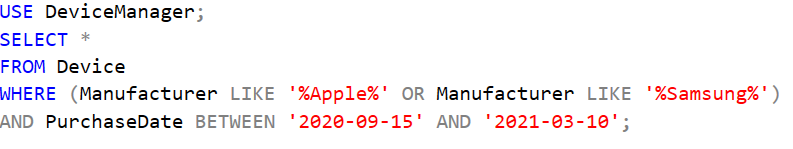 USE DeviceManager;
SELECT *
FROM Device
WHERE (Manufacturer LIKE '%Apple%' OR Manufacturer LIKE '%Samsung%')
AND PurchaseDate BETWEEN '2020-09-15' AND '2021-03-10';